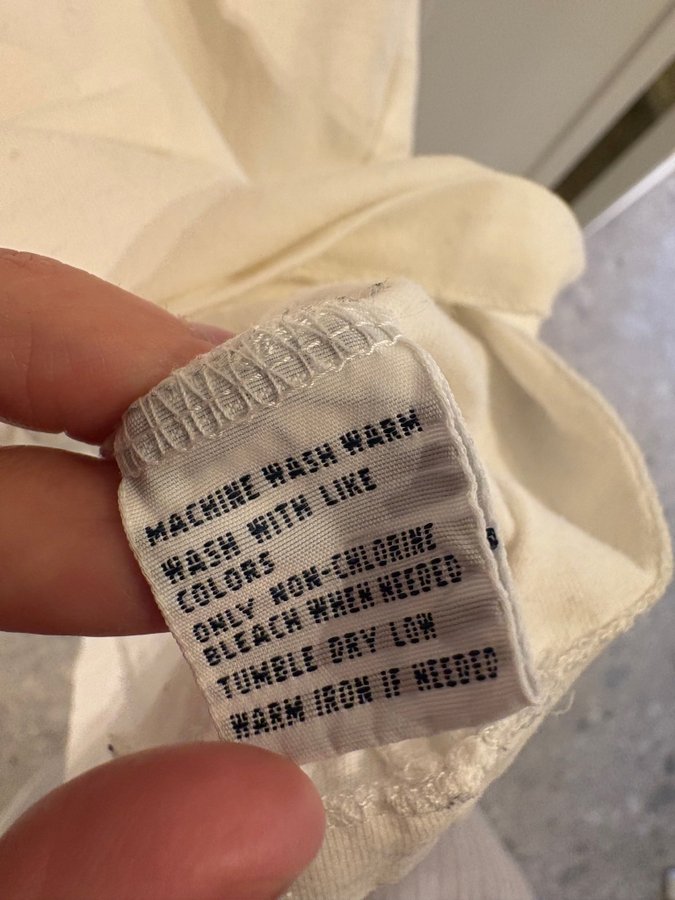 MACHINE WASH WARM
WASH WITH LIKE
COLORS
ONLY NON-CHLORINE
BLEACH WHEN NEEDED
TUMBLE DRY LOW
WARM IRON IF NEEDED